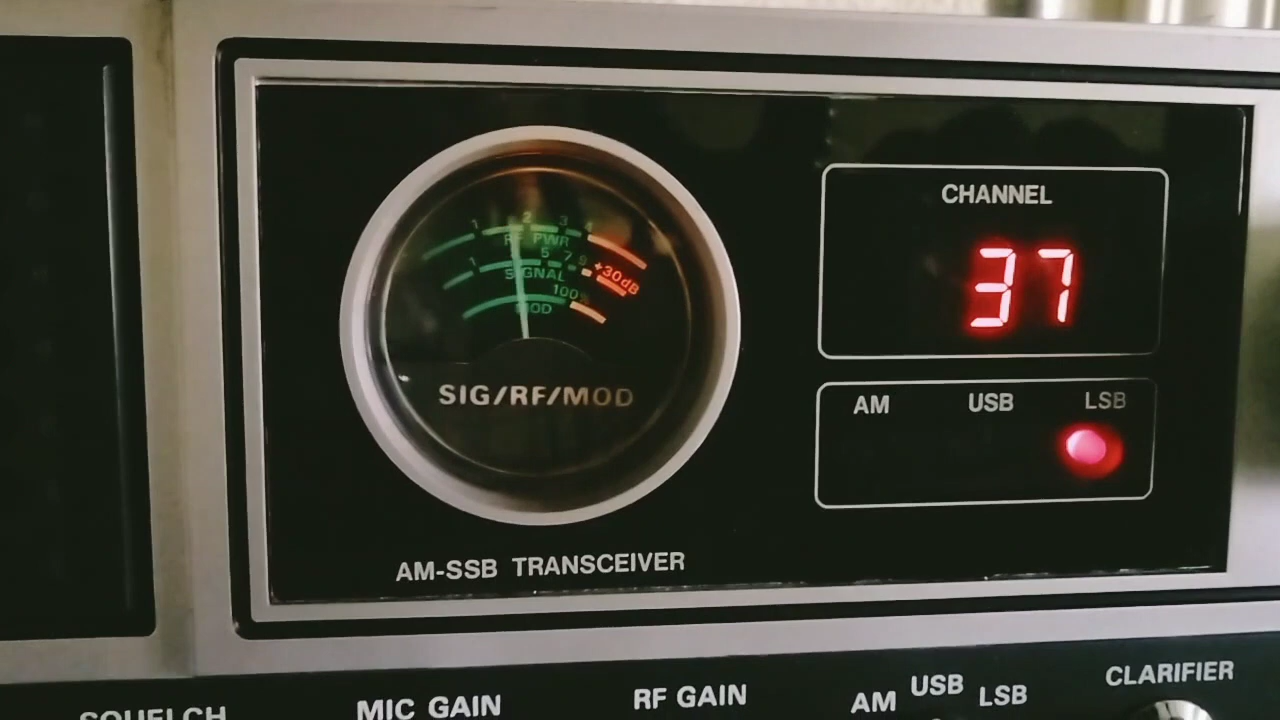 1 2 3 4
RF PWR
1 5 7 9 +30dB
SIGNAL
100%
MOD
SIG/RF/MOD
AM-SSB TRANSCEIVER
CHANNEL
37
AM USB LSB
SQUELCH MIC GAIN RF GAIN AM USB LSB CLARIFIER